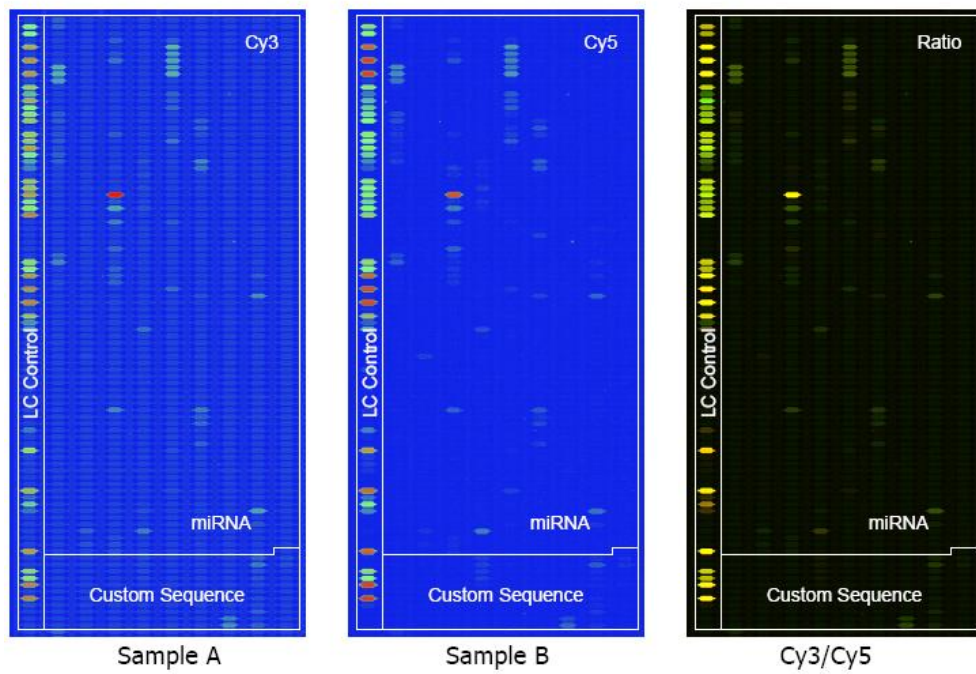 Cy3
LC Control
miRNA
Custom Sequence
Sample A
Cy5
LC Control
miRNA
Custom Sequence
Sample B
Ratio
LC Control
miRNA
Custom Sequence
Cy3/Cy5